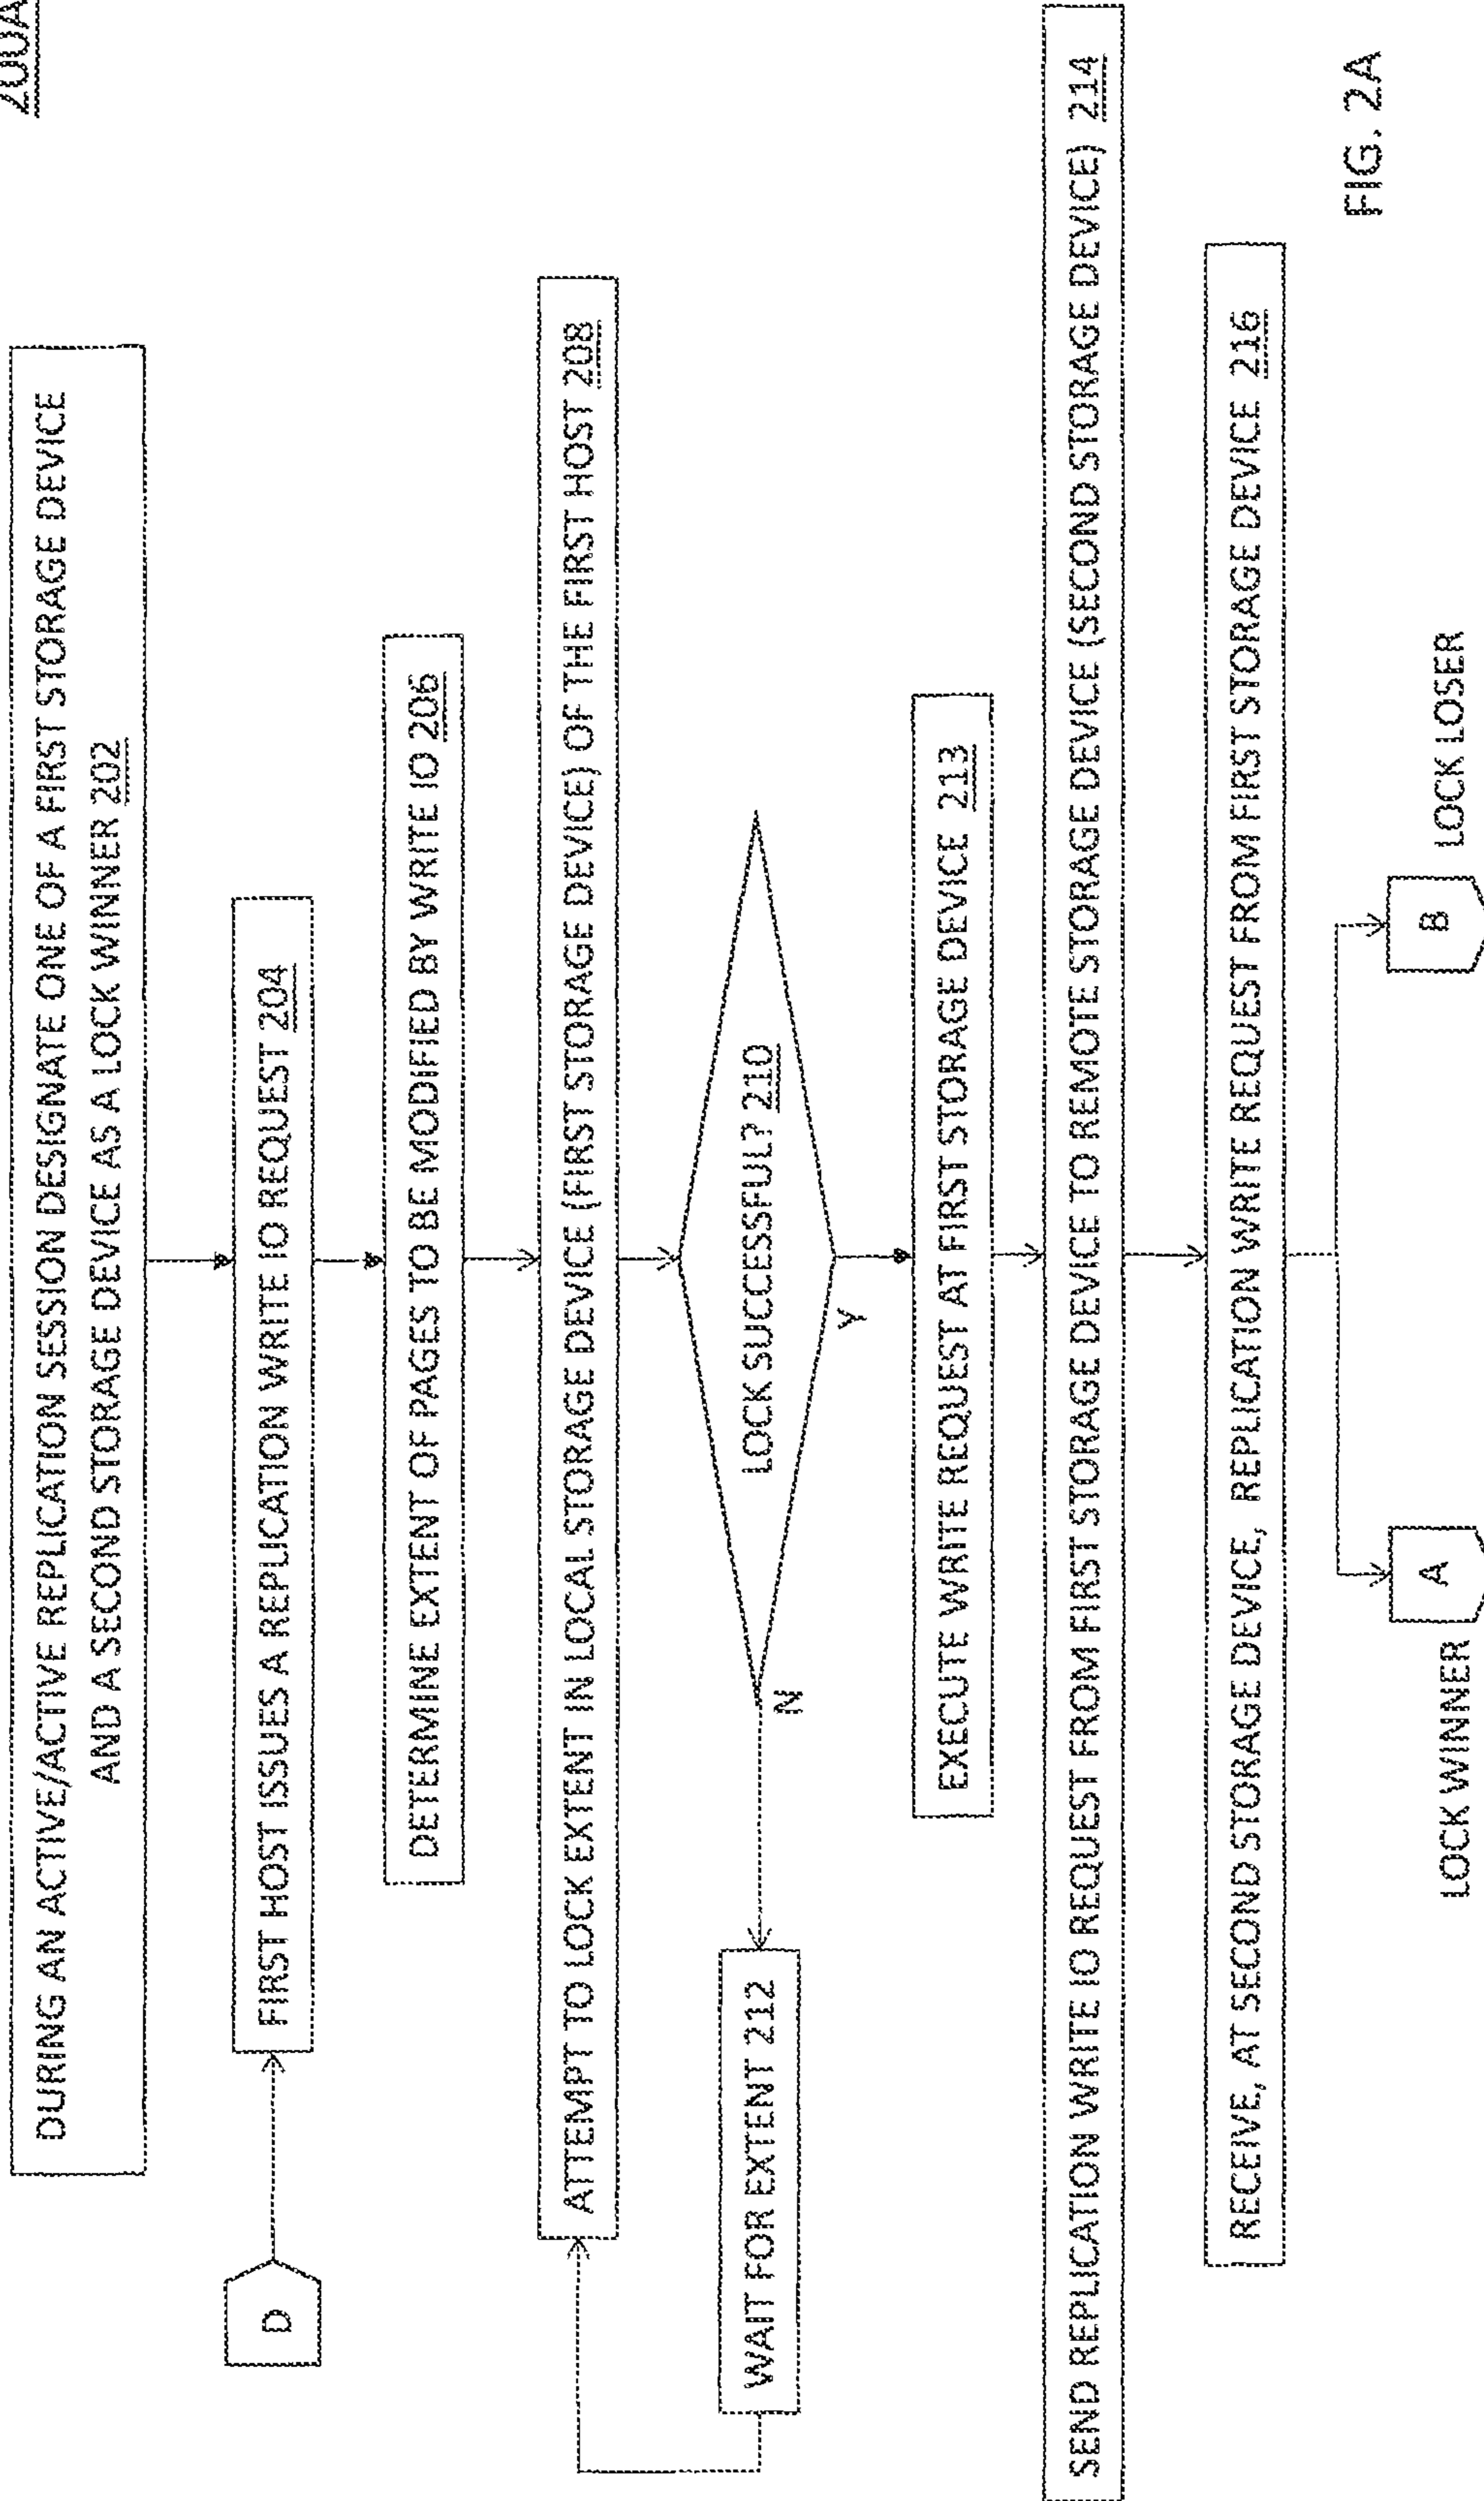 200A
DURING AN ACTIVE/ACTIVE REPLICATION SESSION DESIGNATE ONE OF A FIRST STORAGE DEVICE
AND A SECOND STORAGE DEVICE AS A LOCK WINNER 202
D
FIRST HOST ISSUES A REPLICATION WRITE IO REQUEST 204
DETERMINE EXTENT OF PAGES TO BE MODIFIED BY WRITE IO 206
ATTEMPT TO LOCK EXTENT IN LOCAL STORAGE DEVICE (FIRST STORAGE DEVICE) OF THE FIRST HOST 208
LOCK SUCCESSFUL? 210
N
WAIT FOR EXTENT 212
Y
EXECUTE WRITE REQUEST AT FIRST STORAGE DEVICE 213
SEND REPLICATION WRITE IO REQUEST FROM FIRST STORAGE DEVICE TO REMOTE STORAGE DEVICE (SECOND STORAGE DEVICE) 214
RECEIVE, AT SECOND STORAGE DEVICE, REPLICATION WRITE REQUEST FROM FIRST STORAGE DEVICE 216
LOCK WINNER
A
B
LOCK LOSER
FIG. 2A